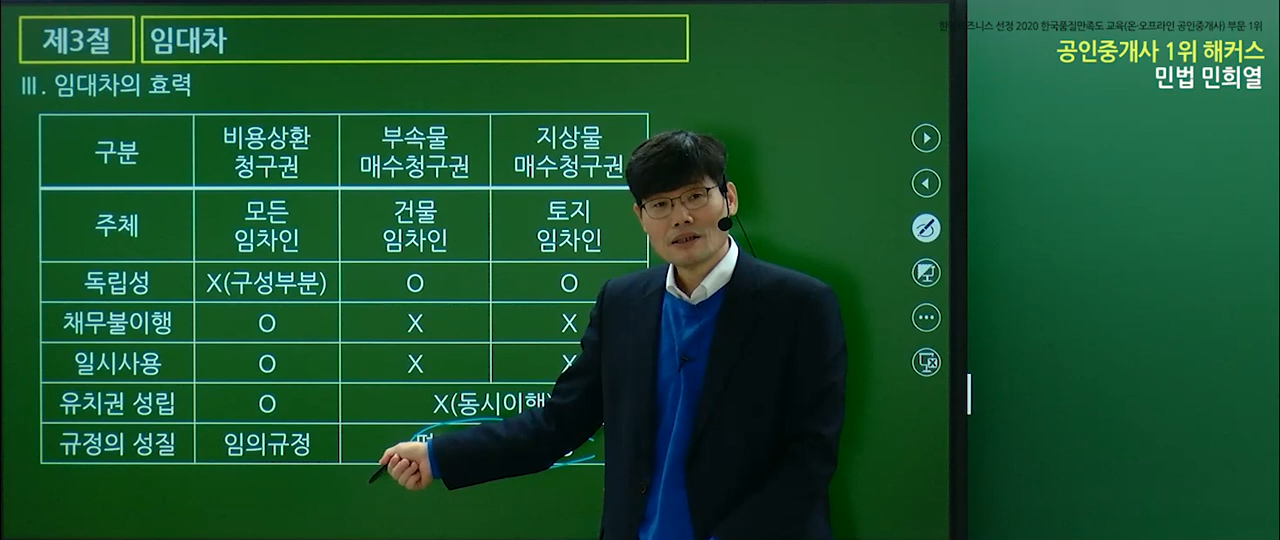 제3절 임대차
Ⅲ. 임대차의 효력
구분 비용상환 청구권 부속물 매수청구권 지상물 매수청구권
주체 모든 임차인 건물 임차인 토지 임차인
독립성 X(구성부분) O O
채무불이행 O X X
일시사용 O X X
유치권 성립 O X(동시이행)
규정의 성질 임의규정
선정 2020 한국품질만족도 교육(온·오프라인 공인중개사) 부문 1위
공인중개사 1위 해커스
민법 민희열